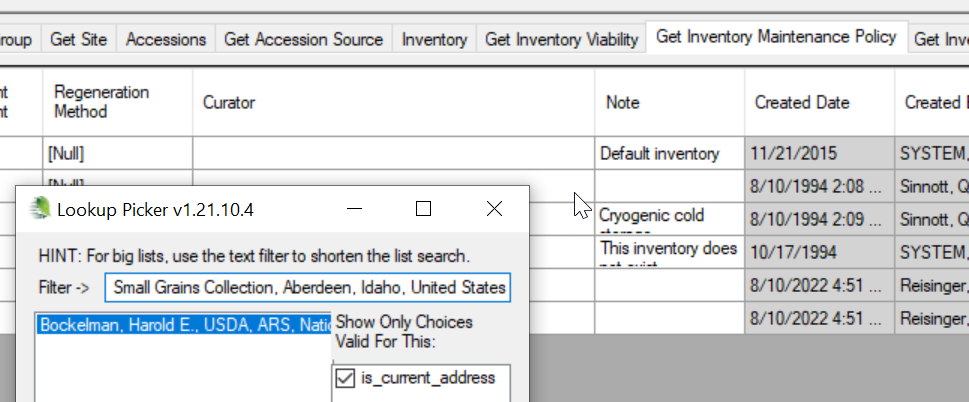 roup Get Site Accessions Get Accession Source Inventory Get Inventory Viability Get Inventory Maintenance Policy Get Inve
nt Regeneration Method Curator Note Created Date Created
[Null] Default inventory 11/21/2015 SYSTEM,
[Null] 8/10/1994 2:08 ... Sinnott, Q
Cryogenic cold 8/10/1994 2:09 ... Sinnott, Q
This inventory does 10/17/1994 SYSTEM,
8/10/2022 4:51 ... Reisinger,
8/10/2022 4:51 ... Reisinger,
Lookup Picker v1.21.10.4
HINT: For big lists, use the text filter to shorten the list search.
Filter -> Small Grains Collection, Aberdeen, Idaho, United States
Bockelman, Harold E., USDA, ARS, Natio
Show Only Choices
Valid For This:
is_current_address